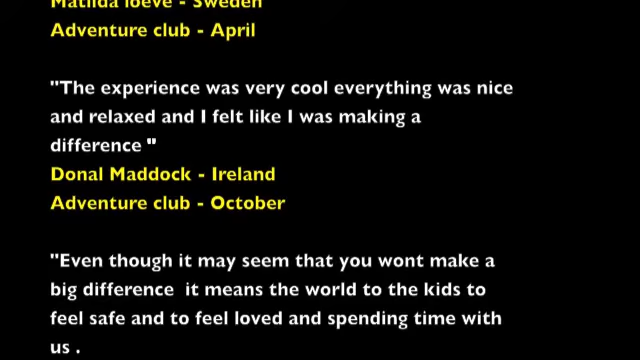 Matilda loeve - Sweden
Adventure club - April
"The experience was very cool everything was nice
and relaxed and I felt like I was making a
difference "
Donal Maddock - Ireland
Adventure club - October
"Even though it may seem that you wont make a
big difference  it means the world to the kids to
feel safe and to feel loved and spending time with
us .